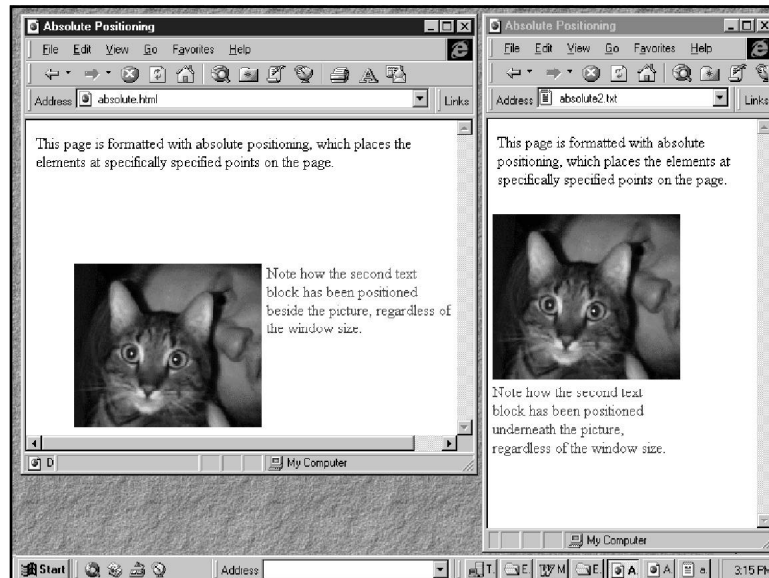 Absolute Positioning
File Edit View Go Favorites Help
Address absolute.html Links
This page is formatted with absolute positioning, which places the
elements at specifically specified points on the page.
Note how the second text
block has been positioned
beside the picture, regardless of
the window size.
D
My Computer
Absolute Positioning
File Edit View Go Favorites Help
Address absolute2.txt Links
This page is formatted with absolute
positioning, which places the elements at
specifically specified points on the page.
Note how the second text
block has been positioned
underneath the picture,
regardless of the window size.
My Computer
Start Address T. E. M E. A. A. a. 3:15 PM